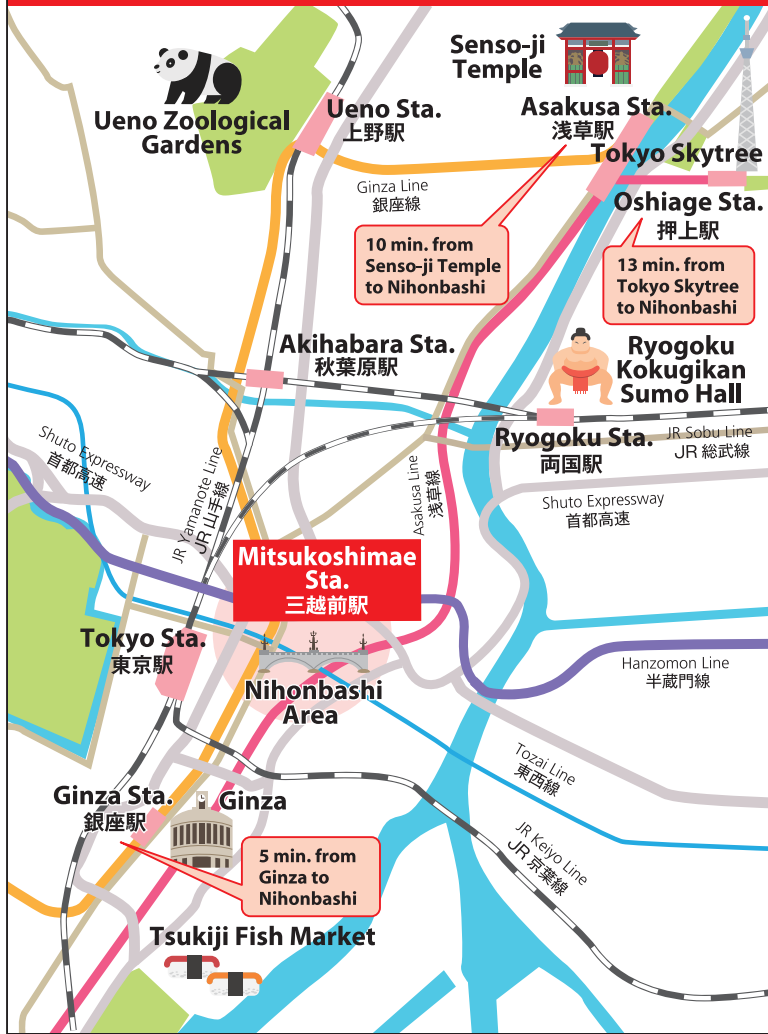 Senso-ji
Temple
Ueno Zoological
Gardens
Ueno Sta.
上野駅
Asakusa Sta.
浅草駅
Tokyo Skytree
Ginza Line
銀座線
Oshiage Sta.
押上駅
10 min. from
Senso-ji Temple
to Nihonbashi
13 min. from
Tokyo Skytree
to Nihonbashi
Akihabara Sta.
秋葉原駅
Ryogoku
Kokugikan
Sumo Hall
Ryogoku Sta.
両国駅
JR Sobu Line
JR 総武線
Shuto Expressway
首都高速
JR Yamanote Line
JR 山手線
Asakusa Line
浅草線
Shuto Expressway
首都高速
Mitsukoshimae
Sta.
三越前駅
Tokyo Sta.
東京駅
Nihonbashi
Area
Hanzomon Line
半蔵門線
Tozai Line
東西線
Ginza Sta.
銀座駅
Ginza
JR Keiyo Line
JR 京葉線
5 min. from
Ginza to
Nihonbashi
Tsukiji Fish Market